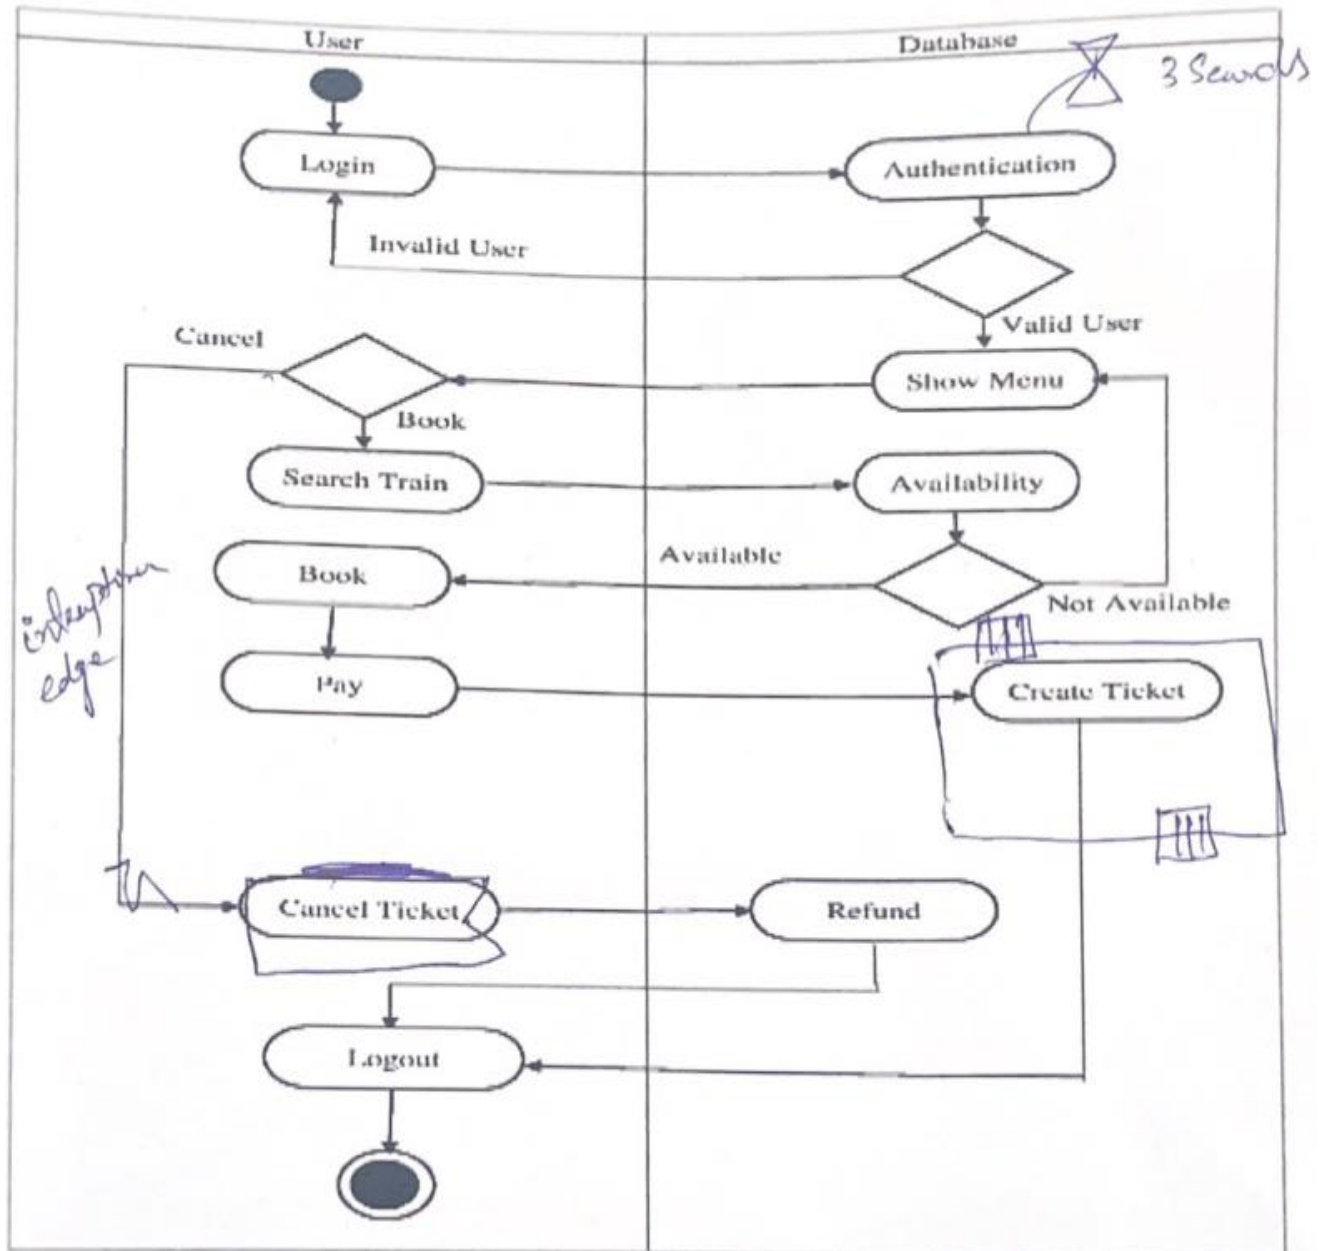 User
Database
3 Seconds
Login
Authentication
Invalid User
Valid User
Cancel
Show Menu
Book
Search Train
Availability
Available
Book
Not Available
edge
Pay
Create Ticket
Cancel Ticket
Refund
Logout